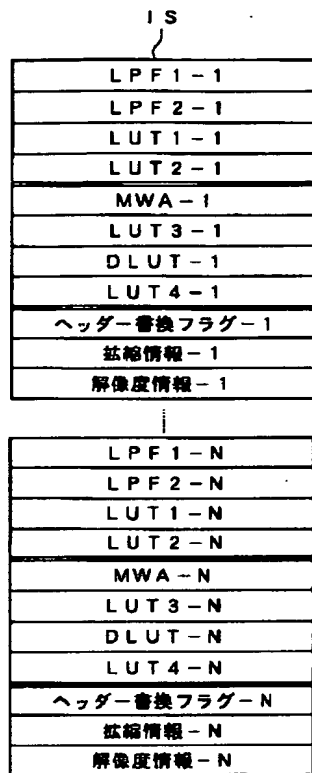 IS
LPF1-1
LPF2-1
LUT1-1
LUT2-1
MWA-1
LUT3-1
DLUT-1
LUT4-1
ヘッダー書換フラグ-1
拡縮情報-1
解像度情報-1
LPF1-N
LPF2-N
LUT1-N
LUT2-N
MWA-N
LUT3-N
DLUT-N
LUT4-N
ヘッダー書換フラグ-N
拡縮情報-N
解像度情報-N